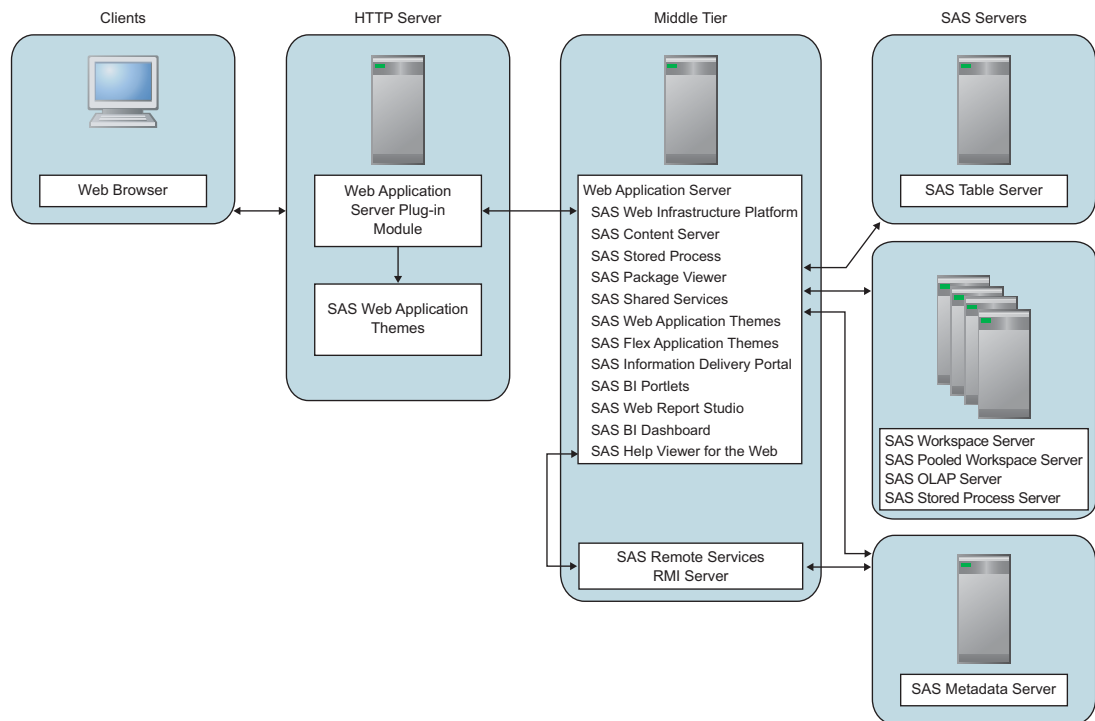 Clients
HTTP Server
Middle Tier
SAS Servers
Web Browser
Web Application
Server Plug-in
Module
SAS Web Application
Themes
Web Application Server
SAS Web Infrastructure Platform
SAS Content Server
SAS Stored Process
SAS Package Viewer
SAS Shared Services
SAS Web Application Themes
SAS Flex Application Themes
SAS Information Delivery Portal
SAS BI Portlets
SAS Web Report Studio
SAS BI Dashboard
SAS Help Viewer for the Web
SAS Remote Services
RMI Server
SAS Table Server
SAS Workspace Server
SAS Pooled Workspace Server
SAS OLAP Server
SAS Stored Process Server
SAS Metadata Server